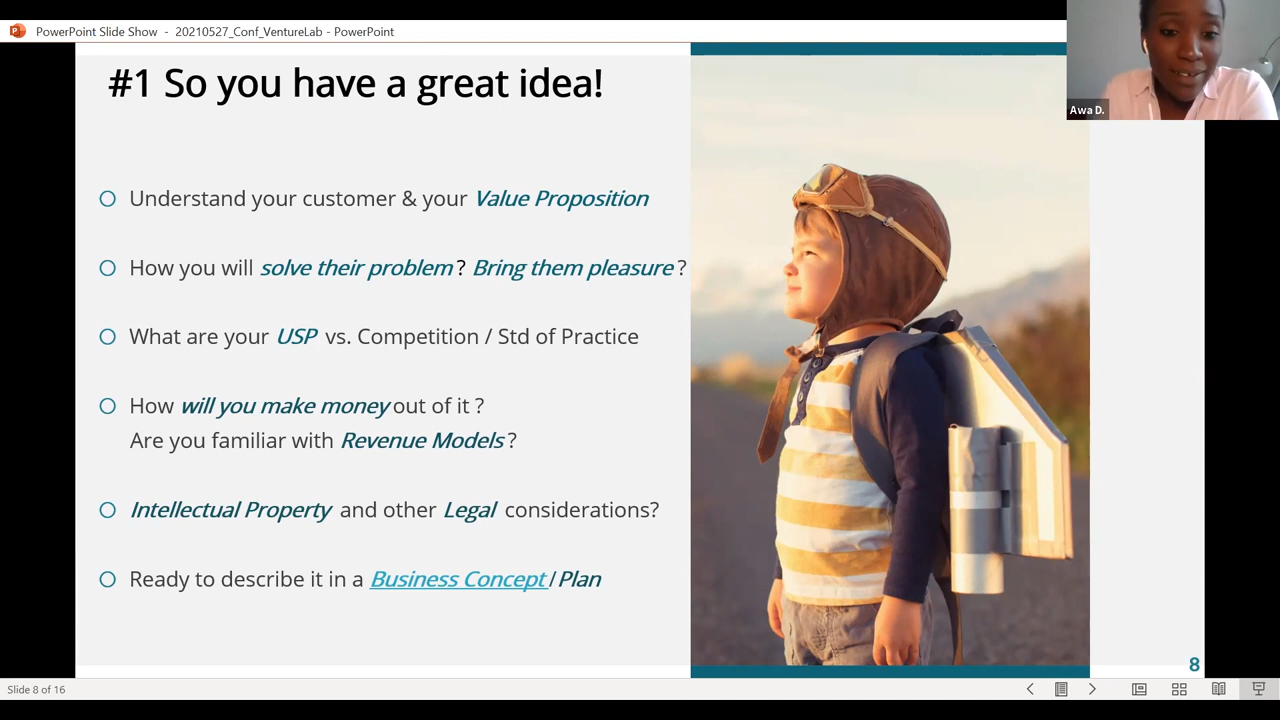 PowerPoint Slide Show - 20210527_Conf_VentureLab - PowerPoint
Awa D.
#1 So you have a great idea!
Understand your customer & your Value Proposition
How you will solve their problem? Bring them pleasure?
What are your USP vs. Competition / Std of Practice
How will you make money out of it ?
Are you familiar with Revenue Models?
Intellectual Property and other Legal considerations?
Ready to describe it in a Business Concept / Plan
8
Slide 8 of 16